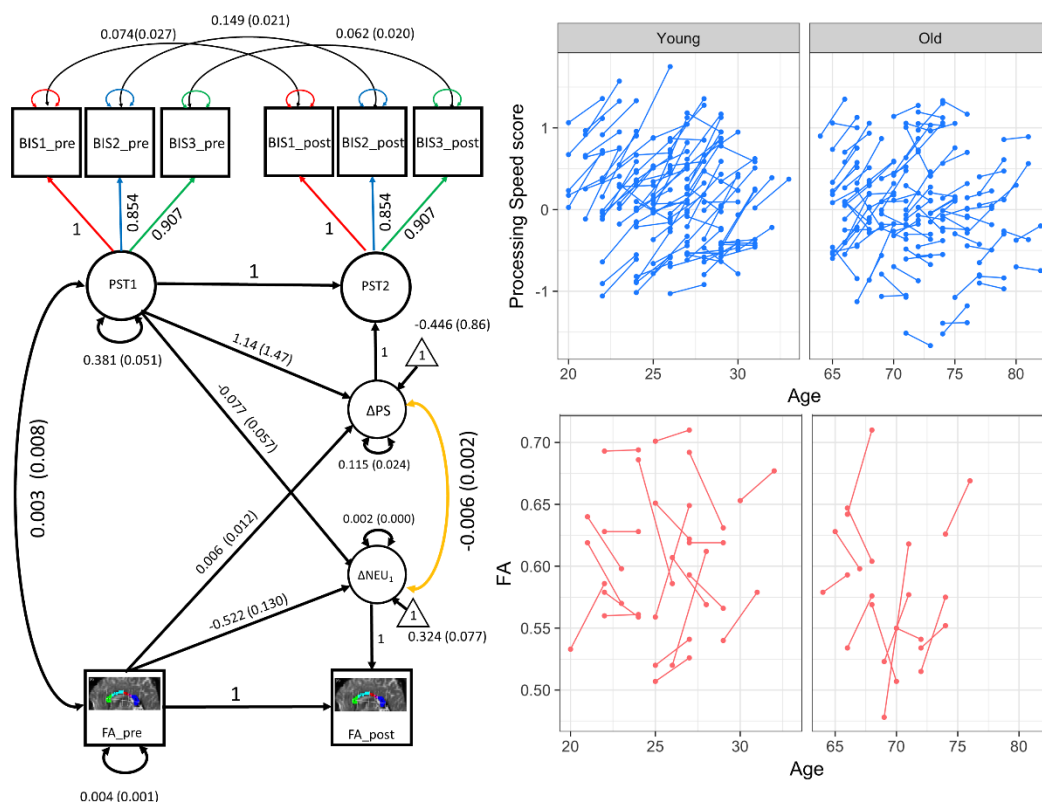 0.149 (0.021)
0.074(0.027)
0.062 (0.020)
BIS1_pre
BIS2_pre
BIS3_pre
BIS1_post
BIS2_post
BIS3_post
1
0.854
0.907
1
0.854
0.907
PST1
1
PST2
0.381 (0.051)
1.14 (1.47)
1
-0.446 (0.86)
1
-0.077 (0.057)
ΔPS
0.115 (0.024)
0.003 (0.008)
0.006 (0.012)
-0.006 (0.002)
0.002 (0.000)
ΔNEU₁
-0.522 (0.130)
1
0.324 (0.077)
1
1
FA_pre
FA_post
0.004 (0.001)
Young
Old
Processing Speed score
1
0
-1
20
25
30
65
70
75
80
Age
FA
0.70
0.65
0.60
0.55
0.50
20
25
30
65
70
75
80
Age